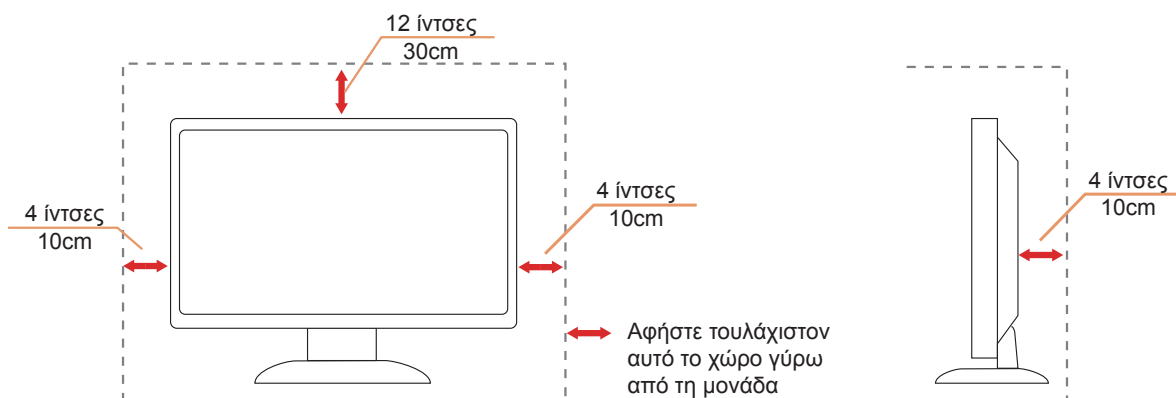 12 ίντσες
30cm
4 ίντσες
10cm
4 ίντσες
10cm
Αφήστε τουλάχιστον
αυτό το χώρο γύρω
από τη μονάδα
4 ίντσες
10cm